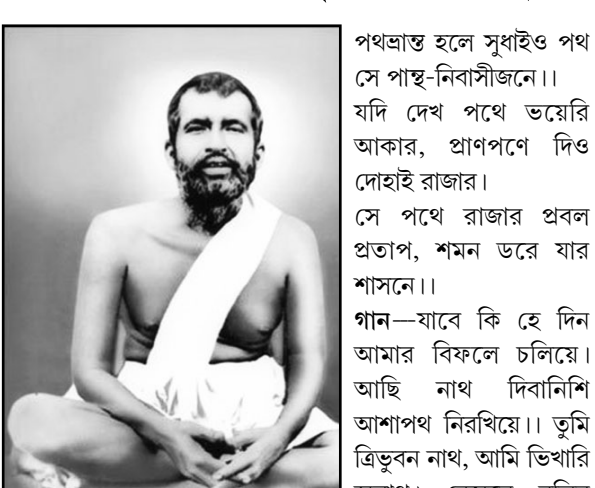 পথভ্রান্ত হলে সুধাইও পথ
সে পান্থ-নিবাসীজনে।।
যদি দেখ পথে ভয়েরি
আকার, প্রাণপণে দিও
দোহাই রাজার।
সে পথে রাজার প্রবল
প্রতাপ, শমন ডরে যার
শাসনে।।
গান—যাবে কি হে দিন
আমার বিফলে চলিয়ে।
আছি নাথ দিবানিশি
আশাপথ নিরখিয়ে।। তুমি
ত্রিভুবন নাথ, আমি ভিখারি